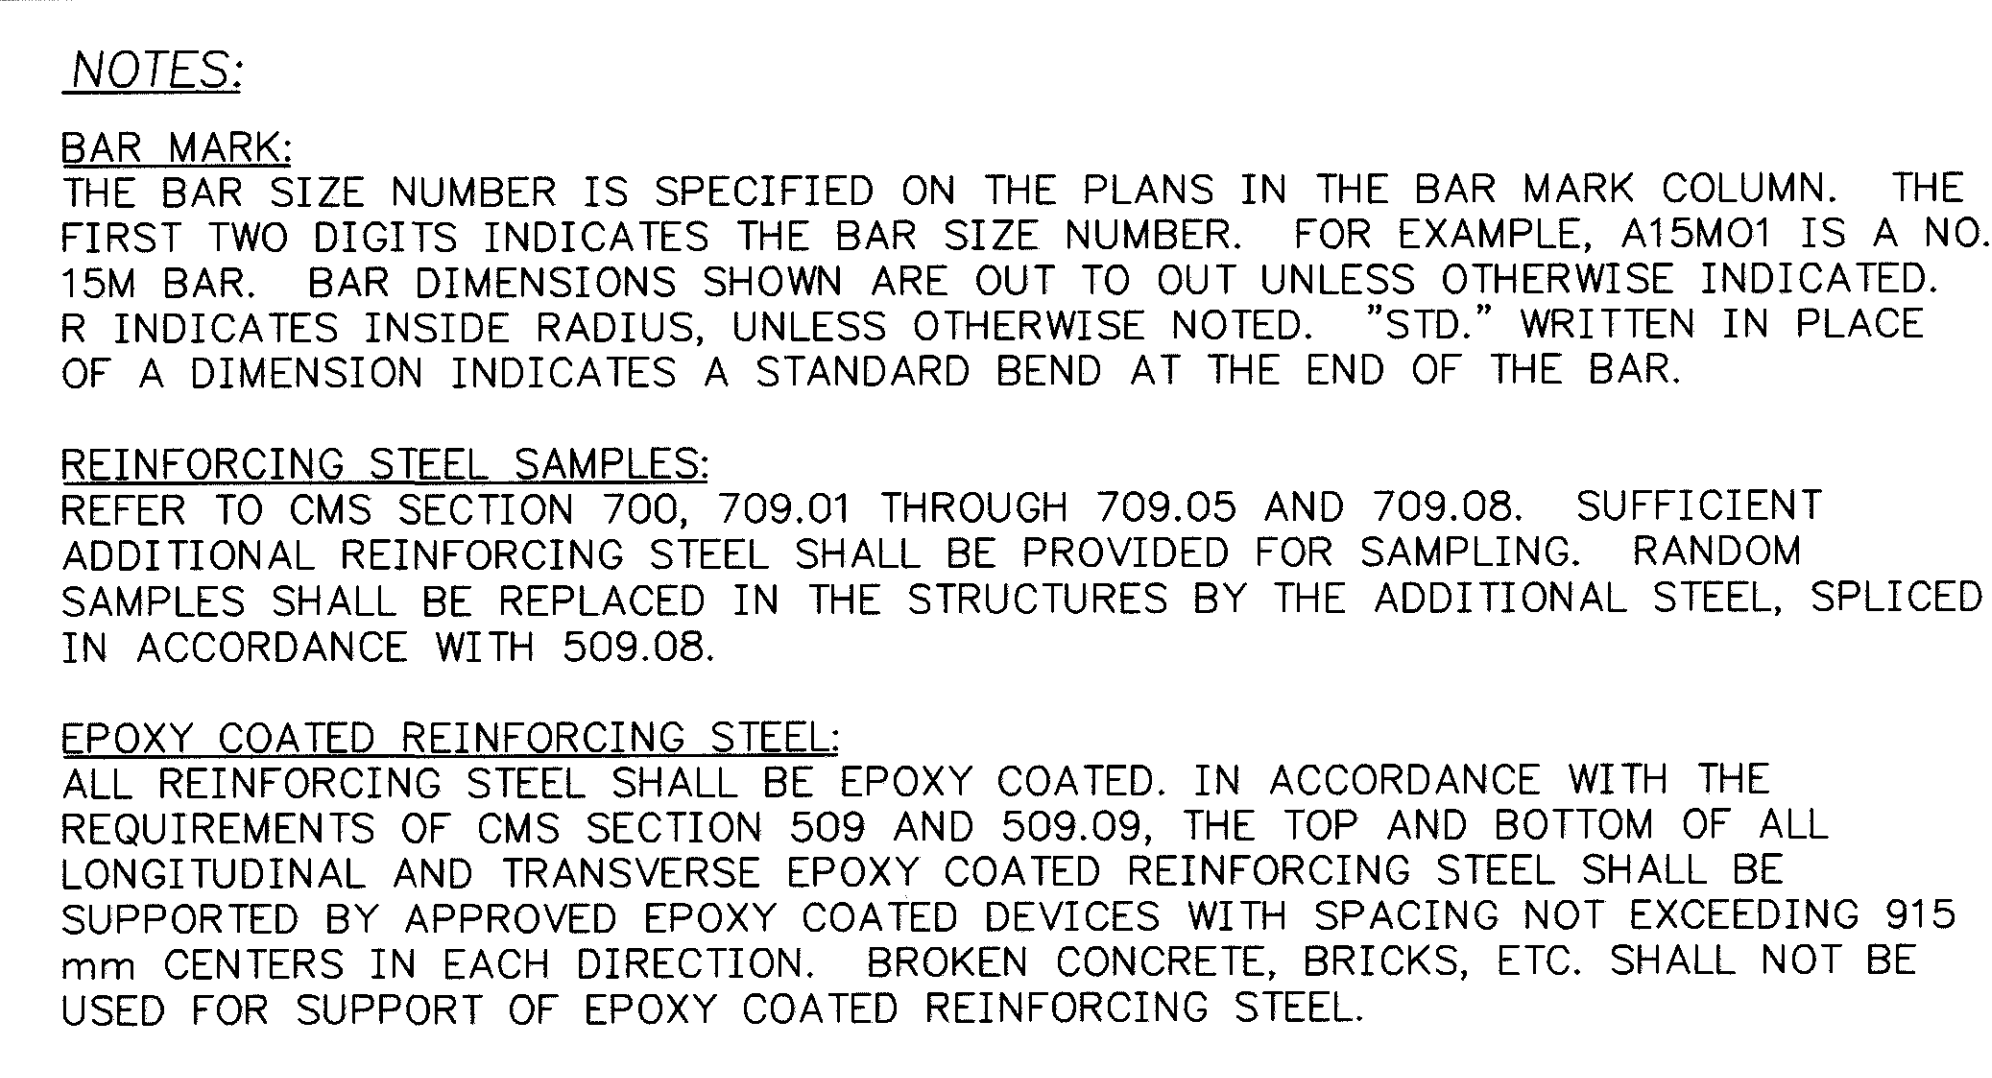 NOTES:
BAR MARK:
THE BAR SIZE NUMBER IS SPECIFIED ON THE PLANS IN THE BAR MARK COLUMN. THE
FIRST TWO DIGITS INDICATES THE BAR SIZE NUMBER. FOR EXAMPLE, A15M01 IS A NO.
15M BAR. BAR DIMENSIONS SHOWN ARE OUT TO OUT UNLESS OTHERWISE INDICATED.
R INDICATES INSIDE RADIUS, UNLESS OTHERWISE NOTED. "STD." WRITTEN IN PLACE
OF A DIMENSION INDICATES A STANDARD BEND AT THE END OF THE BAR.
REINFORCING STEEL SAMPLES:
REFER TO CMS SECTION 700, 709.01 THROUGH 709.05 AND 709.08. SUFFICIENT
ADDITIONAL REINFORCING STEEL SHALL BE PROVIDED FOR SAMPLING. RANDOM
SAMPLES SHALL BE REPLACED IN THE STRUCTURES BY THE ADDITIONAL STEEL, SPLICED
IN ACCORDANCE WITH 509.08.
EPOXY COATED REINFORCING STEEL:
ALL REINFORCING STEEL SHALL BE EPOXY COATED. IN ACCORDANCE WITH THE
REQUIREMENTS OF CMS SECTION 509 AND 509.09, THE TOP AND BOTTOM OF ALL
LONGITUDINAL AND TRANSVERSE EPOXY COATED REINFORCING STEEL SHALL BE
SUPPORTED BY APPROVED EPOXY COATED DEVICES WITH SPACING NOT EXCEEDING 915
mm CENTERS IN EACH DIRECTION. BROKEN CONCRETE, BRICKS, ETC. SHALL NOT BE
USED FOR SUPPORT OF EPOXY COATED REINFORCING STEEL.